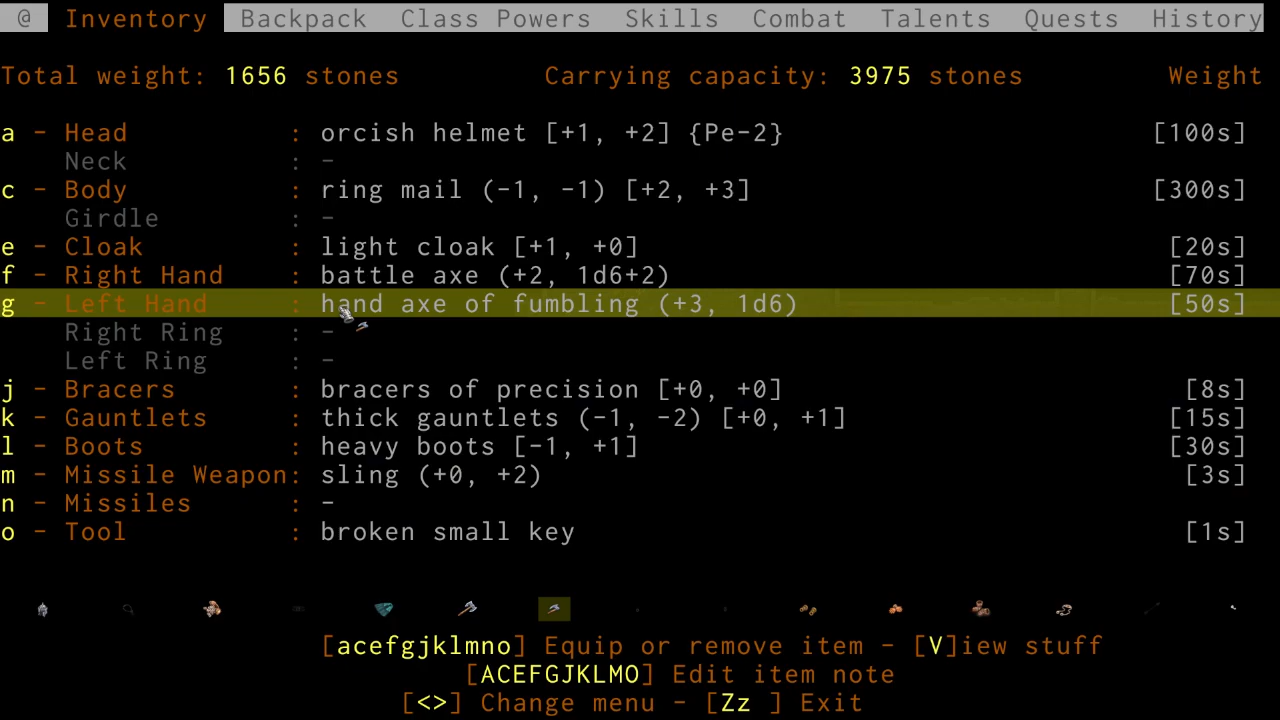 @ Inventory Backpack Class Powers Skills Combat Talents Quests History
Total weight: 1656 stones Carrying capacity: 3975 stones Weight
a - Head : orcish helmet [+1, +2] {Pe-2} [100s]
Neck : -
c - Body : ring mail (-1, -1) [+2, +3] [300s]
Girdle : -
e - Cloak : light cloak [+1, +0] [20s]
f - Right Hand : battle axe (+2, 1d6+2) [70s]
g - Left Hand : hand axe of fumbling (+3, 1d6) [50s]
Right Ring : -
Left Ring : -
j - Bracers : bracers of precision [+0, +0] [8s]
k - Gauntlets : thick gauntlets (-1, -2) [+0, +1] [15s]
l - Boots : heavy boots [-1, +1] [30s]
m - Missile Weapon: sling (+0, +2) [3s]
n - Missiles : -
o - Tool : broken small key [1s]
[acefgjklmno] Equip or remove item - [V]iew stuff
[ACEFGJKLMO] Edit item note
[<>] Change menu - [Zz ] Exit